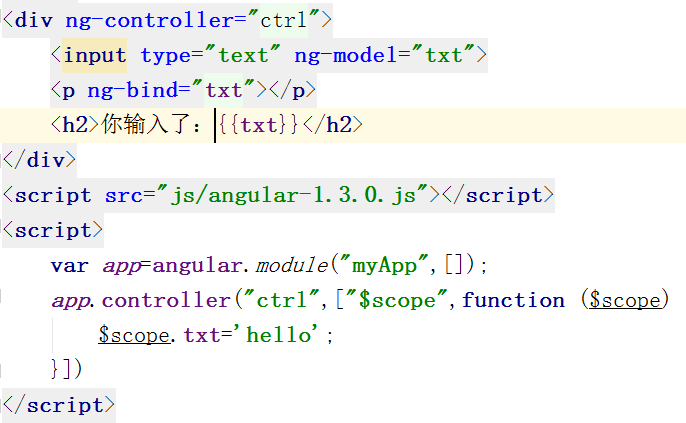 <div ng-controller="ctrl">
<input type="text" ng-model="txt">
<p ng-bind="txt"></p>
<h2>你输入了：{{txt}}</h2>
</div>
<script src="js/angular-1.3.0.js"></script>
<script>
var app=angular.module("myApp",[]);
app.controller("ctrl",["$scope",function ($scope)
$scope.txt='hello';
}])
</script>